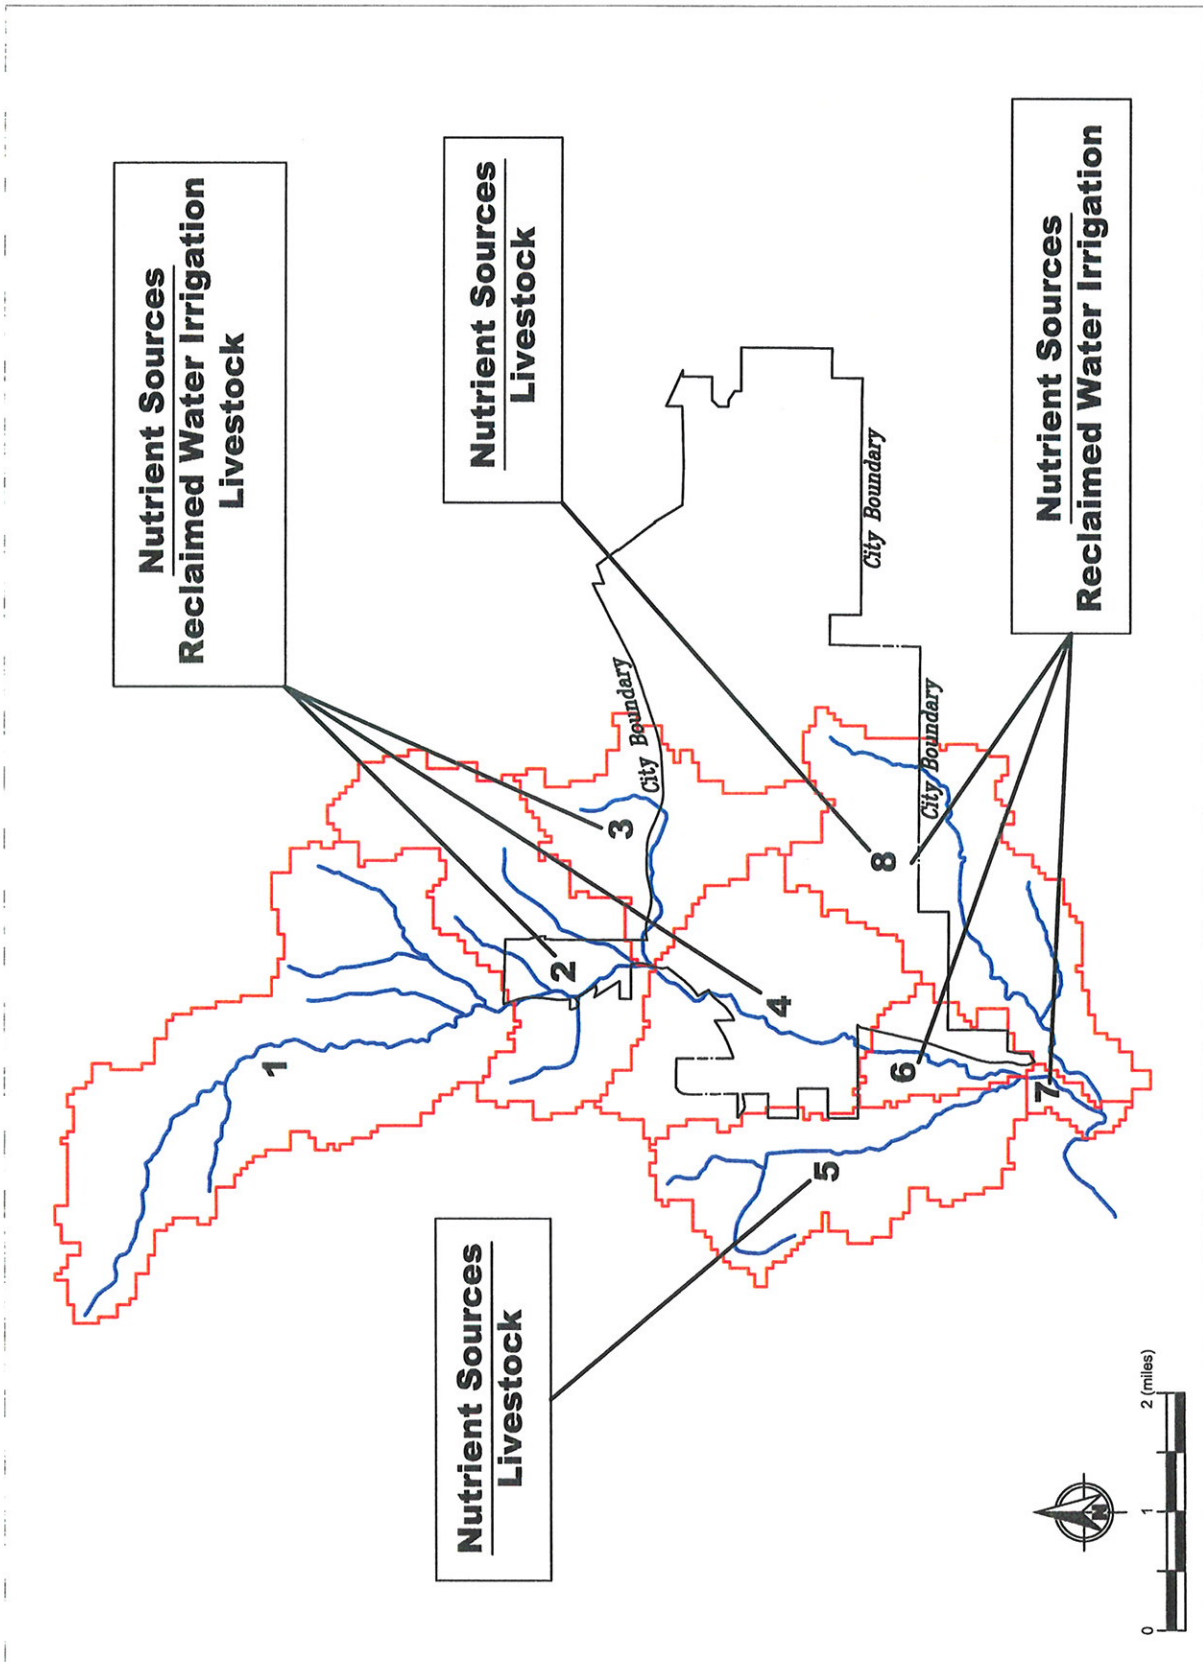 Nutrient Sources
Reclaimed Water Irrigation
Livestock
Nutrient Sources
Livestock
Nutrient Sources
Livestock
Nutrient Sources
Reclaimed Water Irrigation
City Boundary
City Boundary
City Boundary
1
2
3
4
5
6
7
8
N
0 1 2 (miles)